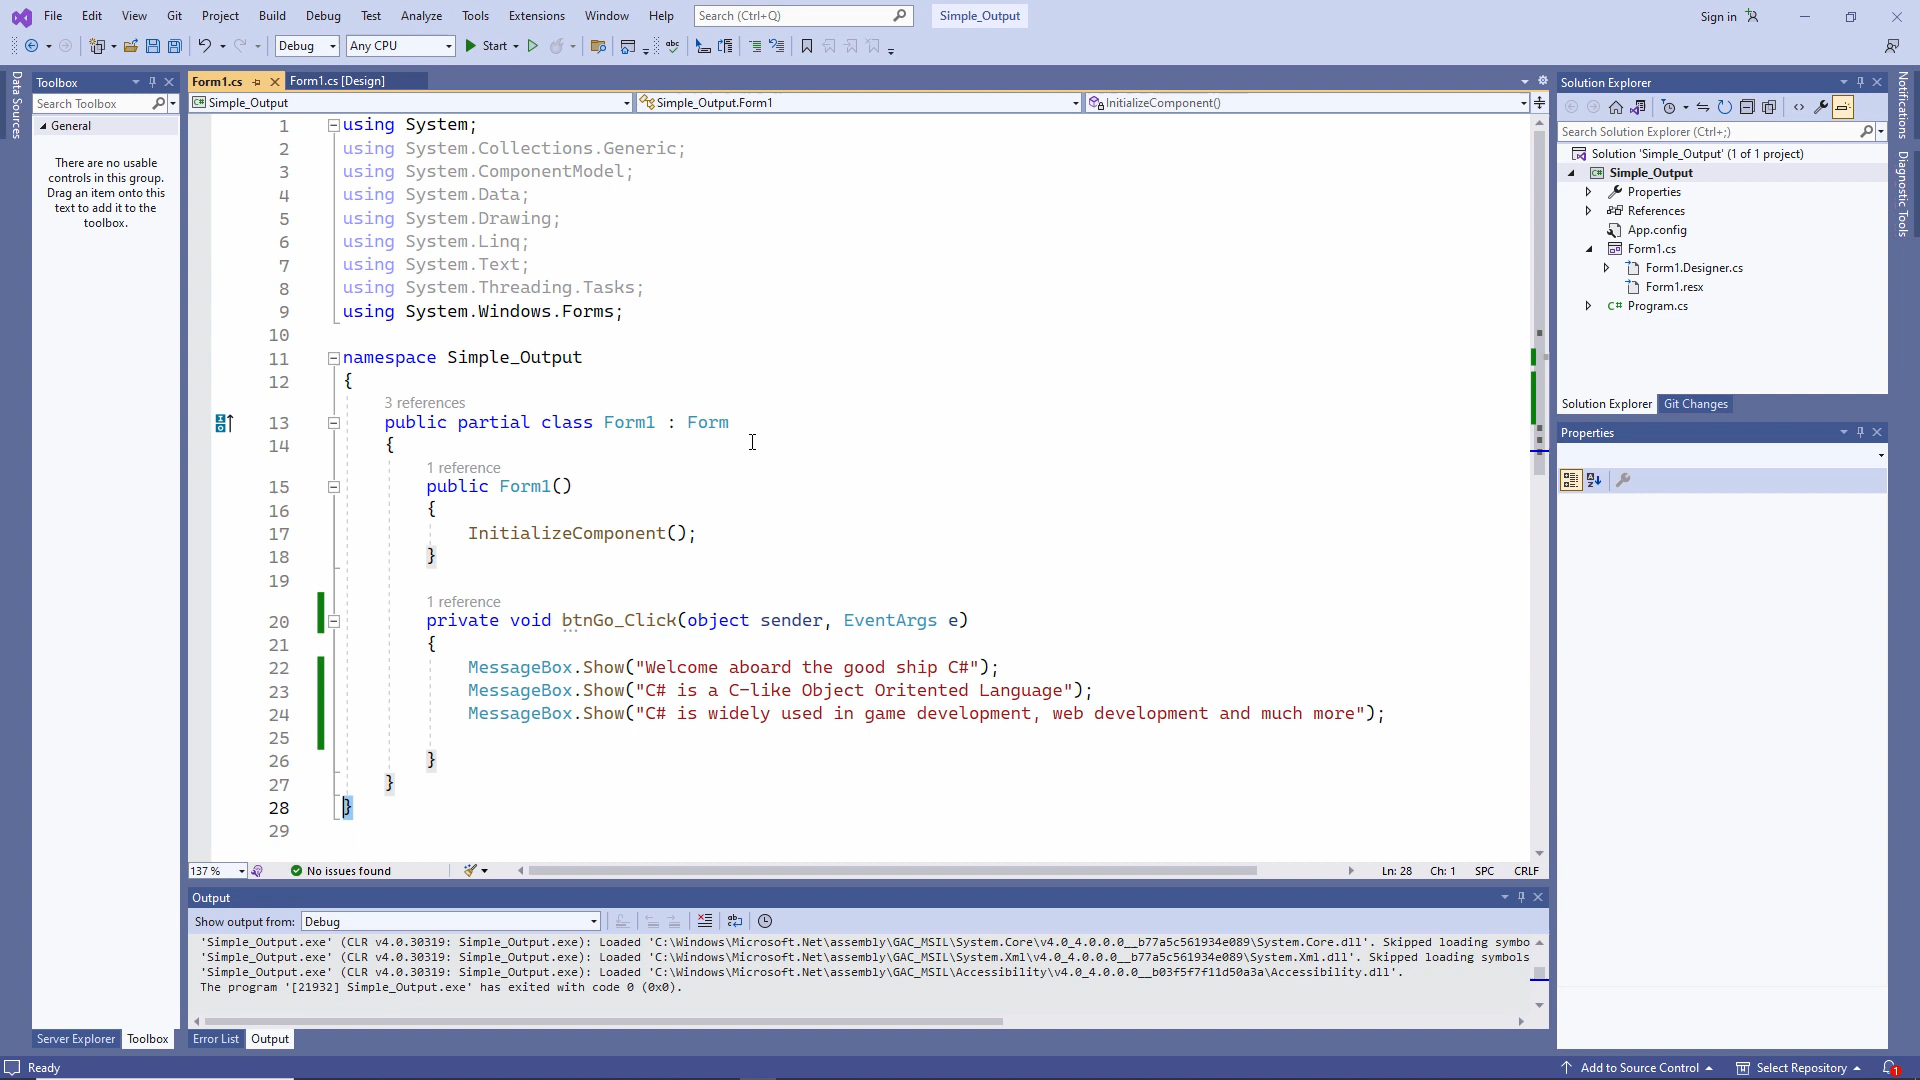 File Edit View Git Project Build Debug Test Analyze Tools Extensions Window Help Search (Ctrl+Q) Simple_Output Sign in
Debug Any CPU Start
Data Sources
Toolbox
Search Toolbox
General
There are no usable
controls in this group.
Drag an item onto this
text to add it to the
toolbox.
Server Explorer Toolbox
Form1.cs Form1.cs [Design]
Simple_Output Simple_Output.Form1 InitializeComponent()
1 using System;
2 using System.Collections.Generic;
3 using System.ComponentModel;
4 using System.Data;
5 using System.Drawing;
6 using System.Linq;
7 using System.Text;
8 using System.Threading.Tasks;
9 using System.Windows.Forms;
10
11 namespace Simple_Output
12 {
3 references
13 public partial class Form1 : Form
14 {
1 reference
15 public Form1()
16 {
17 InitializeComponent();
18 }
19
1 reference
20 private void btnGo_Click(object sender, EventArgs e)
21 {
22 MessageBox.Show("Welcome aboard the good ship C#");
23 MessageBox.Show("C# is a C-like Object Oritented Language");
24 MessageBox.Show("C# is widely used in game development, web development and much more");
25
26 }
27 }
28 }
29
137 % No issues found Ln: 28 Ch: 1 SPC CRLF
Output
Show output from: Debug
'Simple_Output.exe' (CLR v4.0.30319: Simple_Output.exe): Loaded 'C:\Windows\Microsoft.Net\assembly\GAC_MSIL\System.Core\v4.0_4.0.0.0__b77a5c561934e089\System.Core.dll'. Skipped loading symbo
'Simple_Output.exe' (CLR v4.0.30319: Simple_Output.exe): Loaded 'C:\Windows\Microsoft.Net\assembly\GAC_MSIL\System.Xml\v4.0_4.0.0.0__b77a5c561934e089\System.Xml.dll'. Skipped loading symbols
'Simple_Output.exe' (CLR v4.0.30319: Simple_Output.exe): Loaded 'C:\Windows\Microsoft.Net\assembly\GAC_MSIL\Accessibility\v4.0_4.0.0.0__b03f5f7f11d50a3a\Accessibility.dll'.
The program '[21932] Simple_Output.exe' has exited with code 0 (0x0).
Error List Output
Solution Explorer
Search Solution Explorer (Ctrl+;)
Solution 'Simple_Output' (1 of 1 project)
Simple_Output
Properties
References
App.config
Form1.cs
Form1.Designer.cs
Form1.resx
C# Program.cs
Solution Explorer Git Changes
Properties
Notifications
Diagnostic Tools
Ready Add to Source Control Select Repository 1